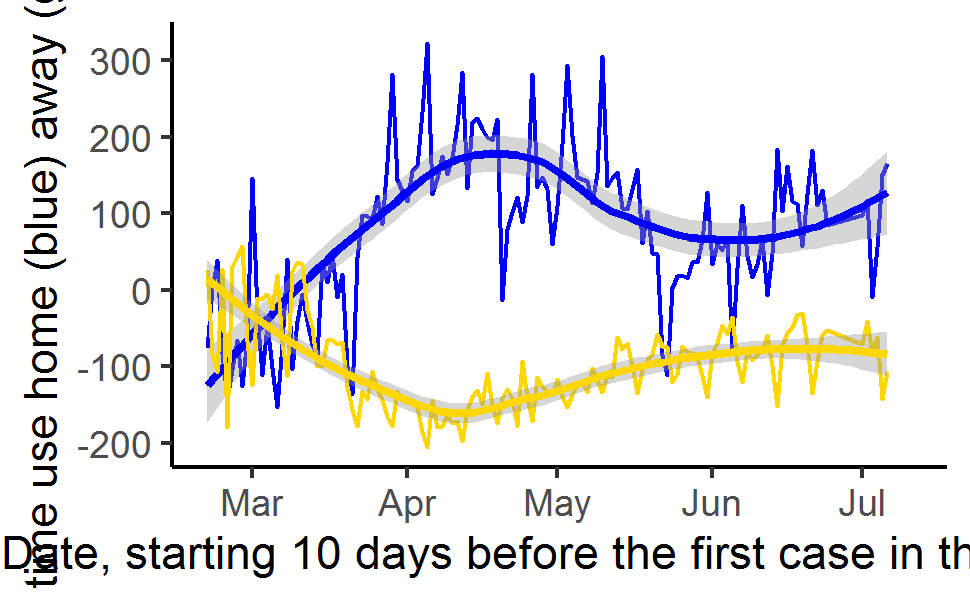 time use home (blue) away (
300
200
100
0
-100
-200
Mar Apr May Jun Jul
Date, starting 10 days before the first case in th